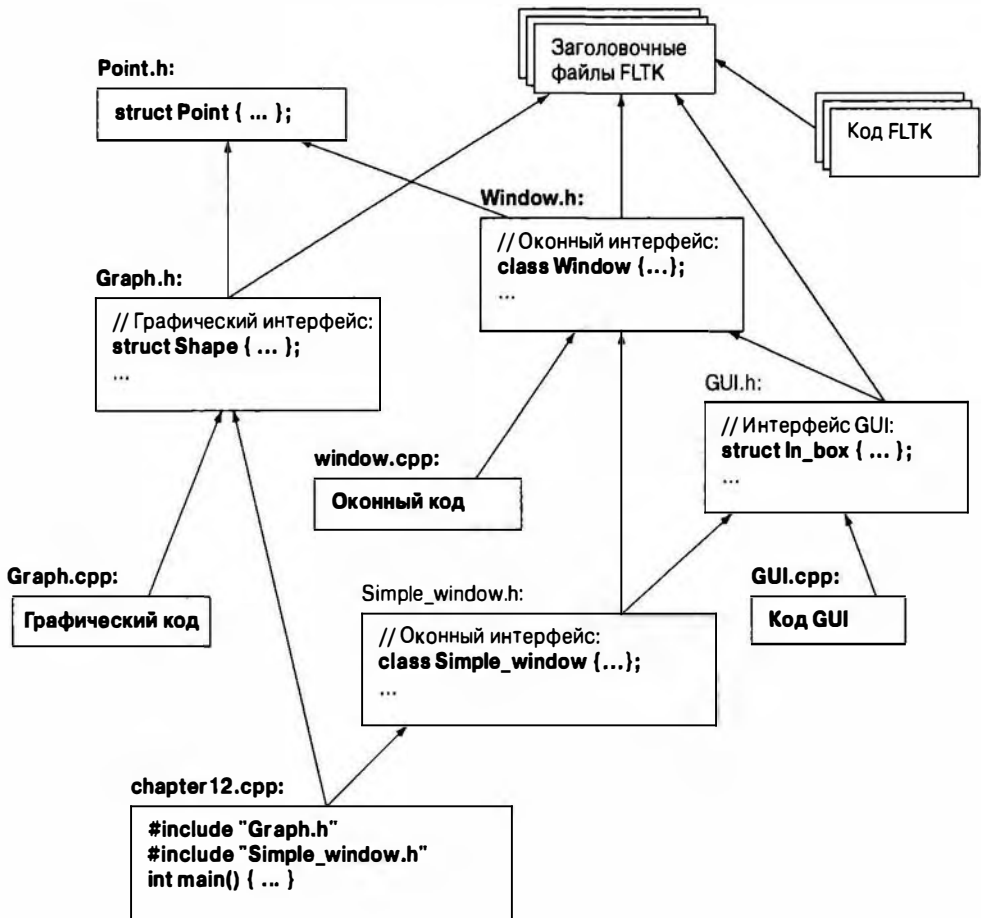 Заголовочные
файлы FLTK
Point.h:
struct Point { ... };
Код FLTK
Window.h:
// Оконный интерфейс:
class Window {...};
...
Graph.h:
// Графический интерфейс:
struct Shape { ... };
...
GUI.h:
// Интерфейс GUI:
struct In_box { ... };
...
window.cpp:
Оконный код
Graph.cpp:
Графический код
Simple_window.h:
// Оконный интерфейс:
class Simple_window {...};
...
GUI.cpp:
Код GUI
chapter12.cpp:
#include "Graph.h"
#include "Simple_window.h"
int main() { ... }